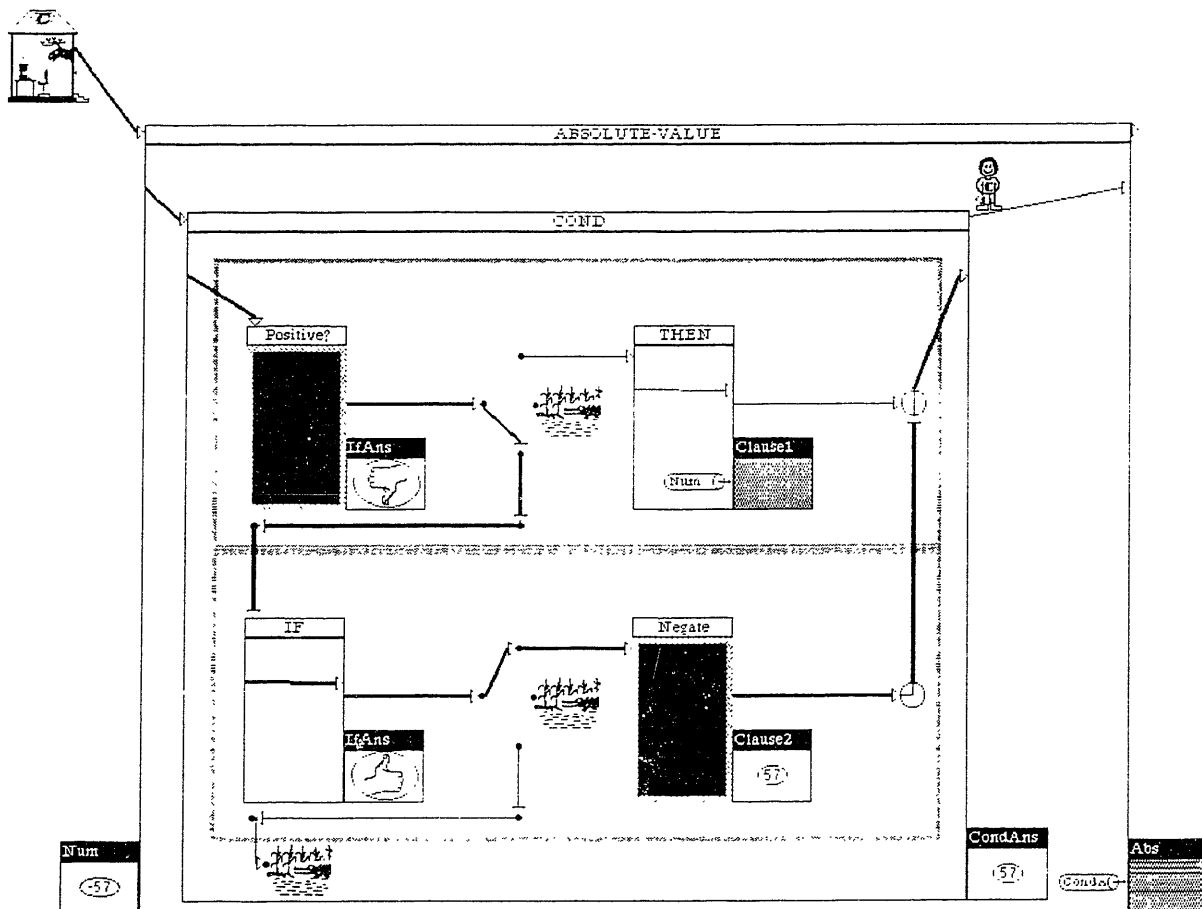 ABSOLUTE-VALUE
COND
Positive?
THEN
IfAns
Clause1
Num
IF
Negate
IfAns
Clause2
57
Num
-57
CondAns
57
CondA
Abs